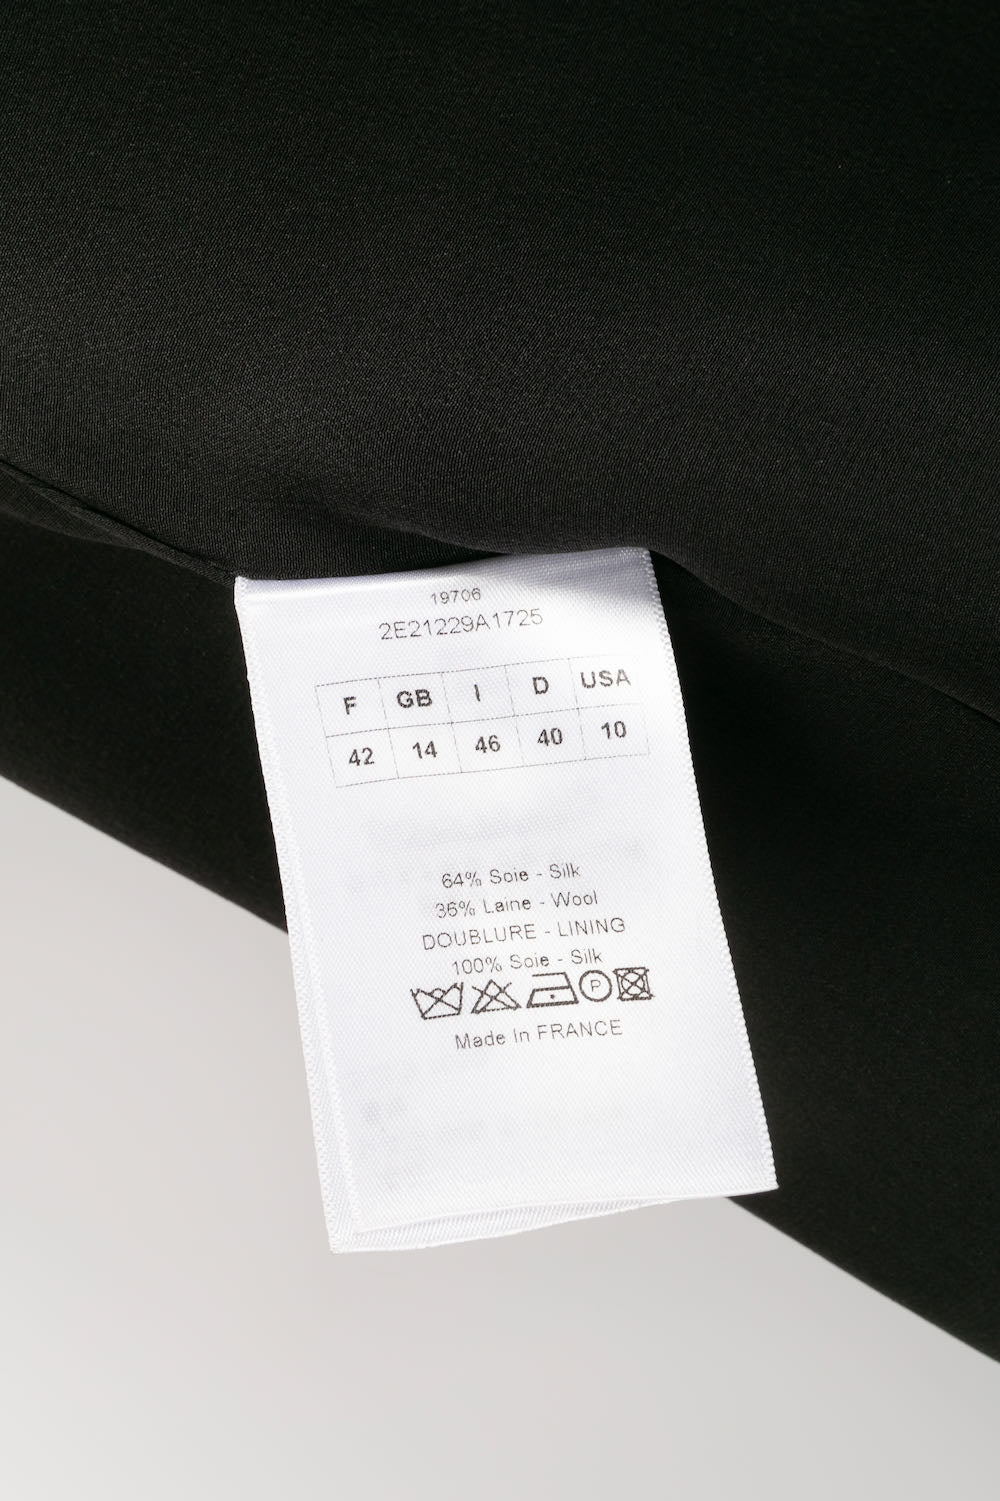 19706
2E21229A1725
F GB I D USA
42 14 46 40 10
64% Soie - Silk
36% Laine - Wool
DOUBLURE - LINING
100% Soie - Silk
P
Made In FRANCE